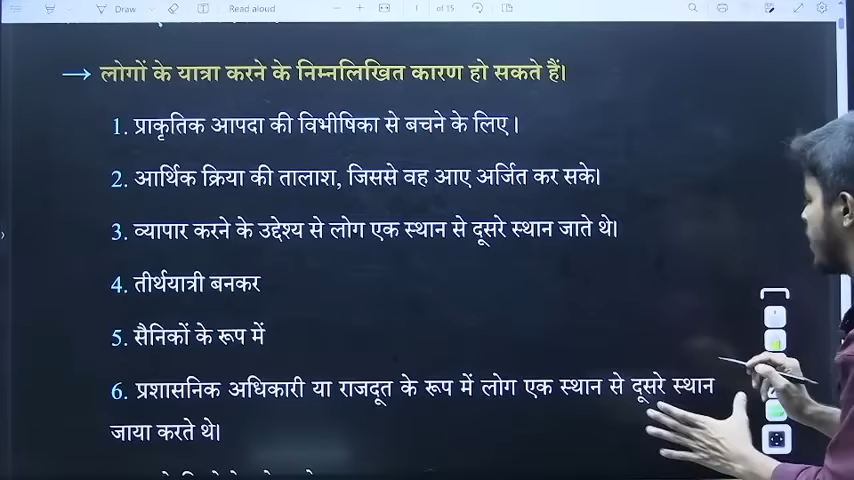 Draw
Read aloud
1
of 15
→ लोगों के यात्रा करने के निम्नलिखित कारण हो सकते हैं।
1. प्राकृतिक आपदा की विभीषिका से बचने के लिए।
2. आर्थिक क्रिया की तालाश, जिससे वह आए अर्जित कर सके।
3. व्यापार करने के उद्देश्य से लोग एक स्थान से दूसरे स्थान जाते थे।
4. तीर्थयात्री बनकर
5. सैनिकों के रूप में
6. प्रशासनिक अधिकारी या राजदूत के रूप में लोग एक स्थान से दूसरे स्थान
जाया करते थे।